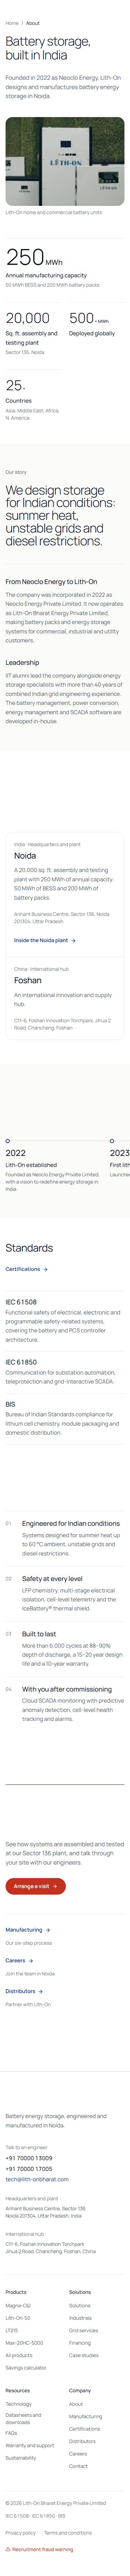 Home / About
Battery storage,
built in India
Founded in 2022 as Neoclo Energy, Lith-On
designs and manufactures battery energy
storage systems in Noida.
LITH-ON
Lith-On home and commercial battery units
250 MWh
Annual manufacturing capacity
50 MWh BESS and 200 MWh battery packs
20,000
Sq. ft. assembly and
testing plant
Sector 136, Noida
500+ MWh
Deployed globally
25+
Countries
Asia, Middle East, Africa,
N. America
Our story
We design storage
for Indian conditions:
summer heat,
unstable grids and
diesel restrictions.
From Neoclo Energy to Lith-On
The company was incorporated in 2022 as
Neoclo Energy Private Limited. It now operates
as Lith-On Bharat Energy Private Limited,
making battery packs and energy storage
systems for commercial, industrial and utility
customers.
Leadership
IIT alumni lead the company alongside energy
storage specialists with more than 40 years of
combined Indian grid engineering experience.
The battery management, power conversion,
energy management and SCADA software are
developed in-house.
India · Headquarters and plant
Noida
A 20,000 sq. ft. assembly and testing
plant with 250 MWh of annual capacity:
50 MWh of BESS and 200 MWh of
battery packs.
Arihant Business Centre, Sector 136, Noida
201304, Uttar Pradesh
Inside the Noida plant →
China · International hub
Foshan
An international innovation and supply
hub.
C11-6, Foshan Innovation Torchpark, Jihua 2
Road, Chancheng, Foshan
2022
Lith-On established
Founded as Neoclo Energy Private Limited,
with a vision to redefine energy storage in
India.
2023
First lith
Launche
Standards
Certifications →
IEC 61508
Functional safety of electrical, electronic and
programmable safety-related systems,
covering the battery and PCS controller
architecture.
IEC 61850
Communication for substation automation,
teleprotection and grid-interactive SCADA.
BIS
Bureau of Indian Standards compliance for
lithium cell chemistry, module packaging and
domestic distribution.
01 Engineered for Indian conditions
Systems designed for summer heat up
to 60 °C ambient, unstable grids and
diesel restrictions.
02 Safety at every level
LFP chemistry, multi-stage electrical
isolation, cell-level telemetry and the
IceBattery® thermal shield.
03 Built to last
More than 6,000 cycles at 88–90%
depth of discharge, a 15–20 year design
life and a 10-year warranty.
04 With you after commissioning
Cloud SCADA monitoring with predictive
anomaly detection, cell-level health
tracking and alarms.
See how systems are assembled and tested
at our Sector 136 plant, and talk through
your site with our engineers.
Arrange a visit →
Manufacturing →
Our six-step process
Careers →
Join the team in Noida
Distributors →
Partner with Lith-On
Battery energy storage, engineered and
manufactured in Noida.
Talk to an engineer
+91 70000 13009
+91 70000 17005
tech@lith-onbharat.com
Headquarters and plant
Arihant Business Centre, Sector 136
Noida 201304, Uttar Pradesh, India
International hub
C11-6, Foshan Innovation Torchpark
Jihua 2 Road, Chancheng, Foshan, China
Products
Magna-C&I
Lith-On-50
LT215
Max-20HC-5000
All products
Savings calculator
Solutions
Solutions
Industries
Grid services
Financing
Case studies
Resources
Technology
Datasheets and
downloads
FAQs
Warranty and support
Sustainability
Company
About
Manufacturing
Certifications
Distributors
Careers
Contact
© 2026 Lith-On Bharat Energy Private Limited
IEC 61508 · IEC 61850 · BIS
Privacy policy Terms and conditions
Recruitment fraud warning